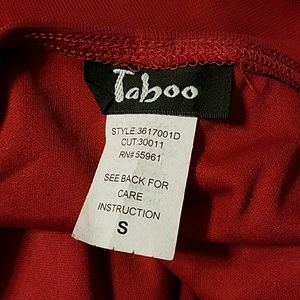 Taboo
STYLE:3617001D
CUT:30011
RN#55961
SEE BACK FOR
CARE
INSTRUCTION
S